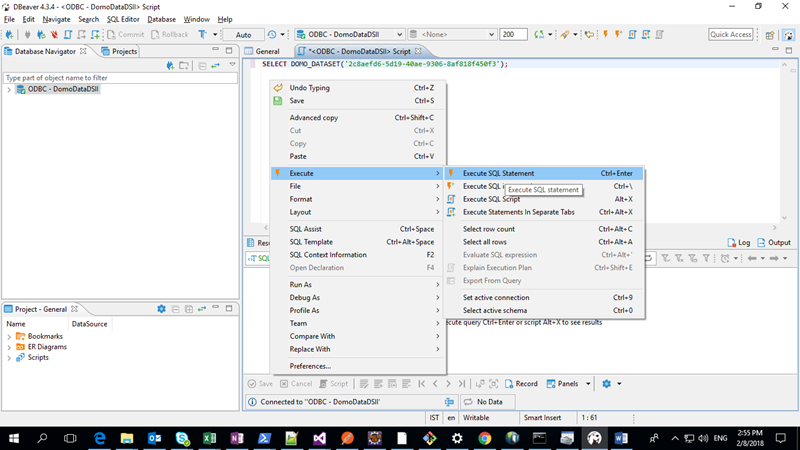 DBeaver 4.3.4 - <ODBC - DomoDataDSII> Script
File Edit Navigate Search SQL Editor Database Window Help
Commit Rollback Auto ODBC - DomoDataDSII <None> 200 Quick Access
Database Navigator Projects
General *<ODBC - DomoDataDSII> Script
Type part of object name to filter
ODBC - DomoDataDSII
SELECT DOMO_DATASET('2c8aefd6-5d19-40ae-9306-8af818f450f3');
Undo Typing Ctrl+Z
Save Ctrl+S
Advanced copy Ctrl+Shift+C
Cut Ctrl+X
Copy Ctrl+C
Paste Ctrl+V
Execute
File
Format
Layout
SQL Assist Ctrl+Space
SQL Template Ctrl+Alt+Space
SQL Context Information F2
Open Declaration F4
Run As
Debug As
Profile As
Team
Compare With
Replace With
Preferences...
Execute SQL Statement Ctrl+Enter
Execute SQL Ctrl+\
Execute SQL statement
Execute SQL Script Alt+X
Execute Statements In Separate Tabs Ctrl+Alt+X
Select row count Ctrl+Alt+C
Select all rows Ctrl+Alt+A
Evaluate SQL expression Ctrl+Alt+'
Explain Execution Plan Ctrl+Shift+E
Export From Query
Set active connection Ctrl+9
Select active schema Ctrl+0
Resu
Log Output
SQL
ecute query Ctrl+Enter or script Alt+X to see results
Project - General
Name DataSource
Bookmarks
ER Diagrams
Scripts
Save Cancel Script Record Panels
Connected to 'ODBC - DomoDataDSII' No Data
IST en Writable Smart Insert 1 : 61
ENG
2:55 PM
2/8/2018